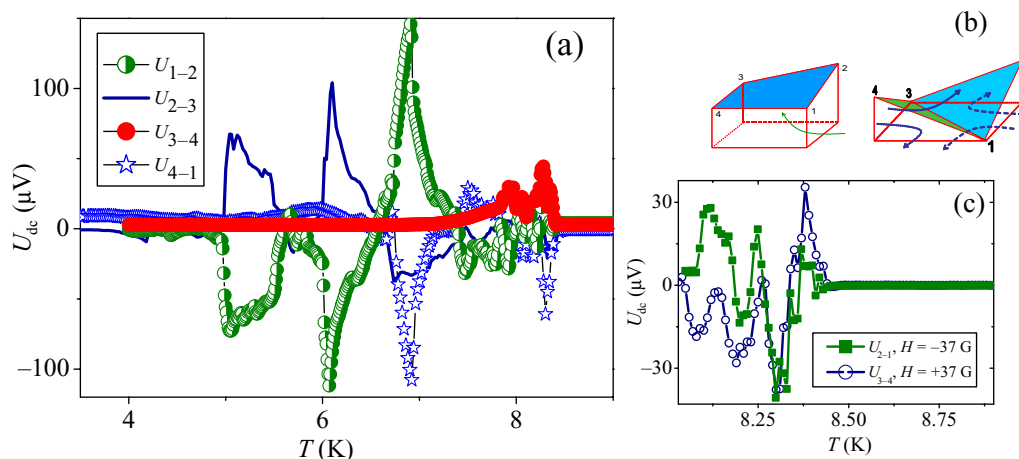 (a)
U1–2
U2–3
U3–4
U4–1
100
0
−100
Udc (μV)
4
6
8
T (K)
(b)
3
2
4
1
4
3
1
(c)
30
0
−30
Udc (μV)
U2–1, H = −37 G
U3–4, H = +37 G
8.25
8.50
8.75
T (K)